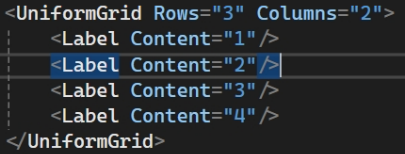 <UniformGrid Rows="3" Columns="2">
<Label Content="1"/>
<Label Content="2"/>
<Label Content="3"/>
<Label Content="4"/>
</UniformGrid>